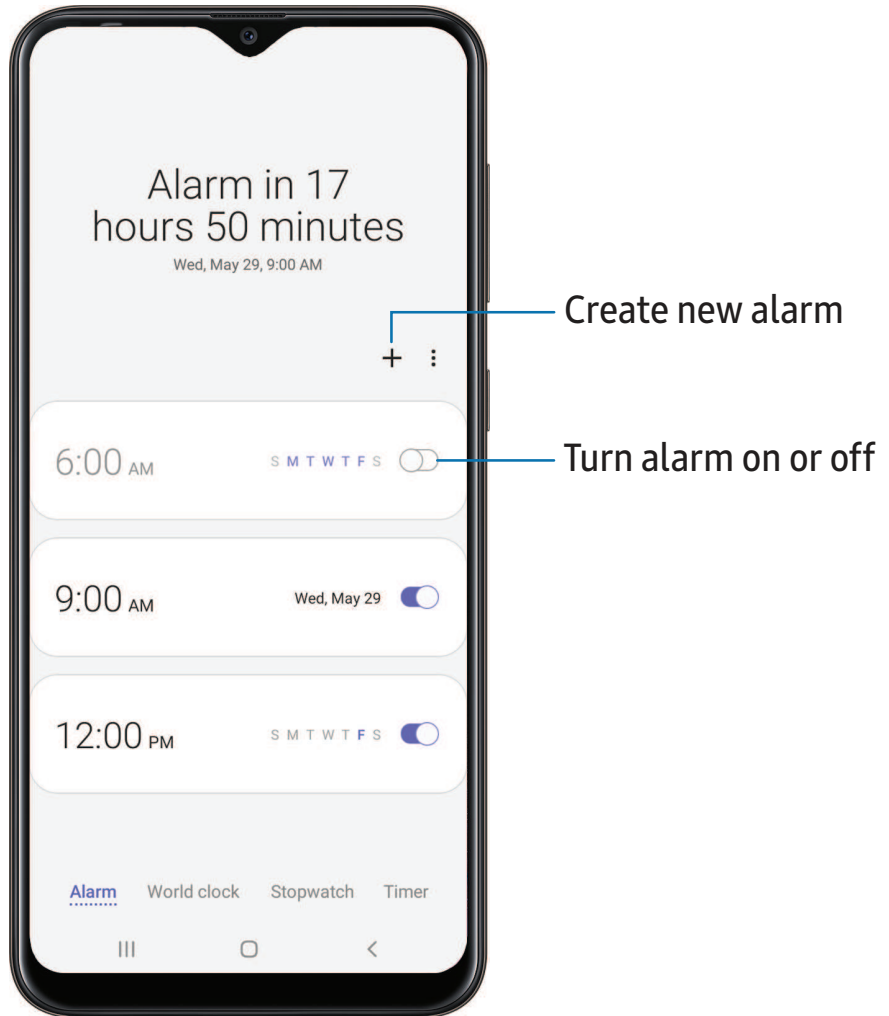 Alarm in 17
hours 50 minutes
Wed, May 29, 9:00 AM
Create new alarm
6:00 AM S M T W T F S
Turn alarm on or off
9:00 AM Wed, May 29
12:00 PM S M T W T F S
Alarm World clock Stopwatch Timer